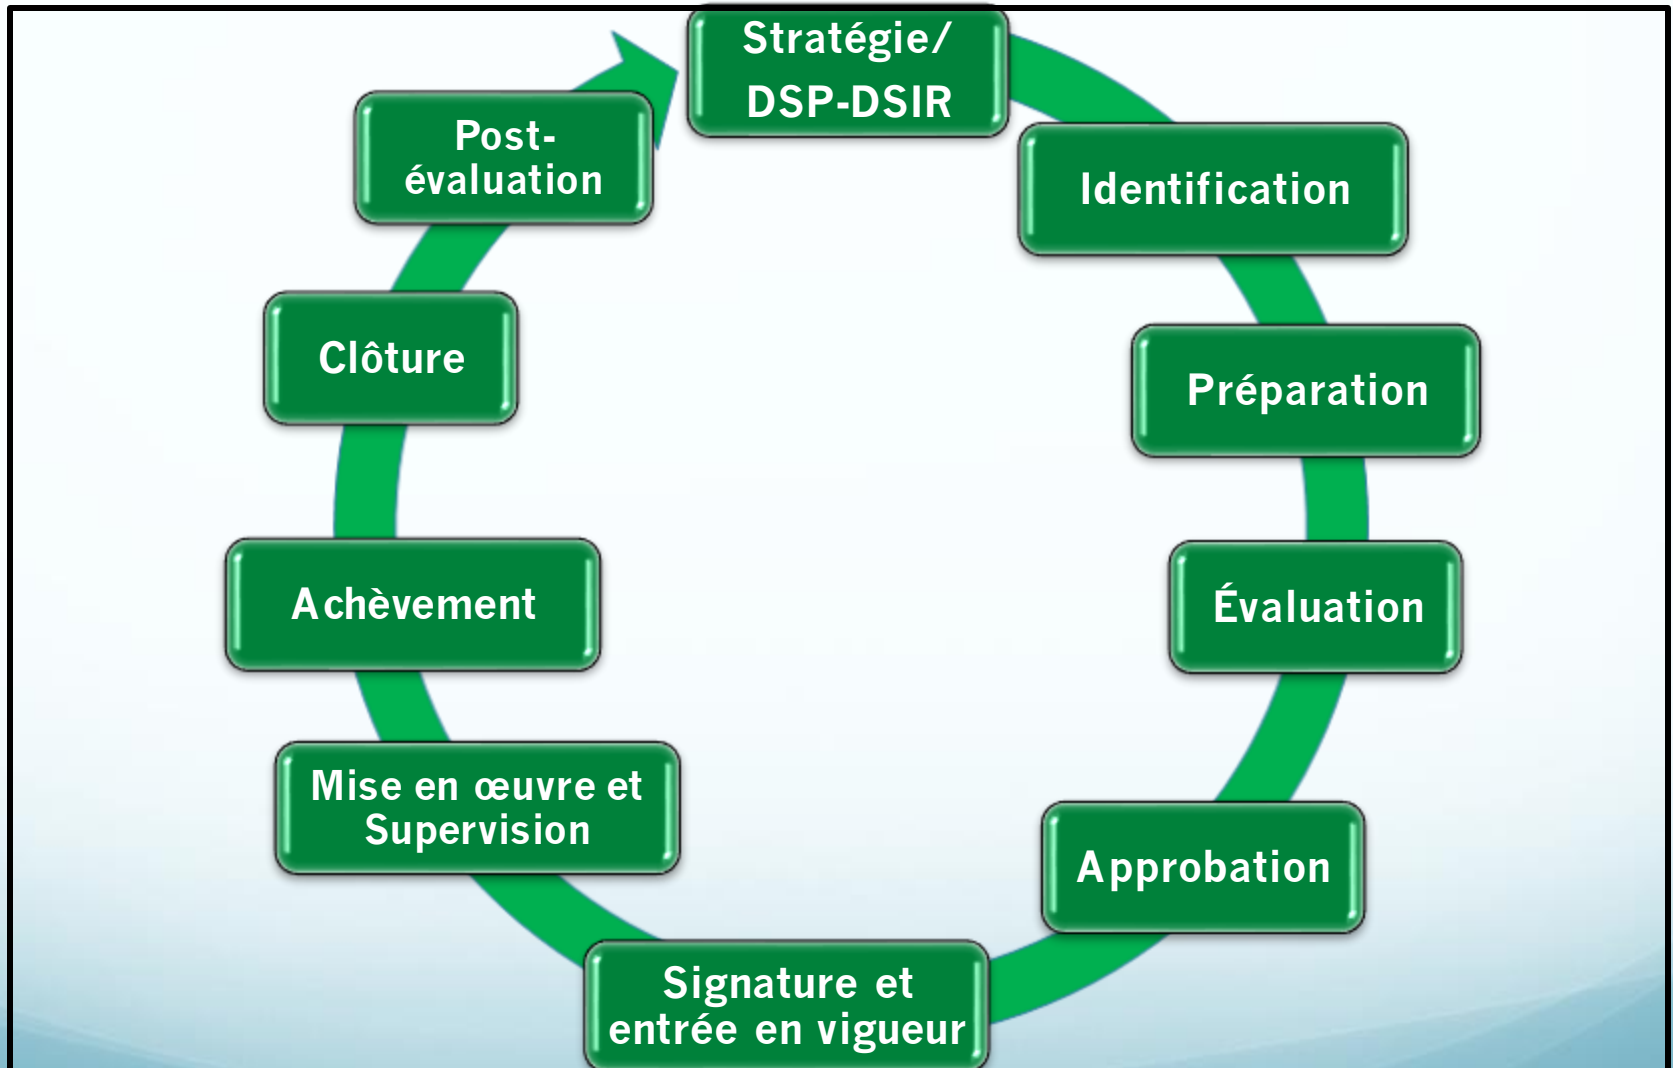 Stratégie/
DSP-DSIR
Identification
Préparation
Évaluation
Approbation
Signature et
entrée en vigueur
Mise en œuvre et
Supervision
Achèvement
Clôture
Post-
évaluation